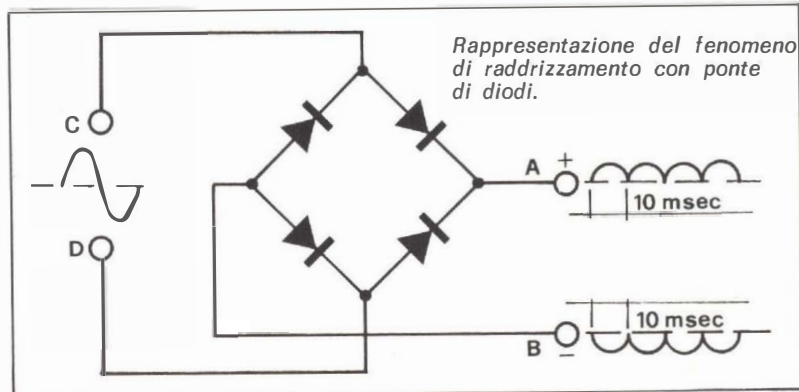 Rappresentazione del fenomeno
di raddrizzamento con ponte
di diodi.
C
D
A +
10 msec
10 msec
B −